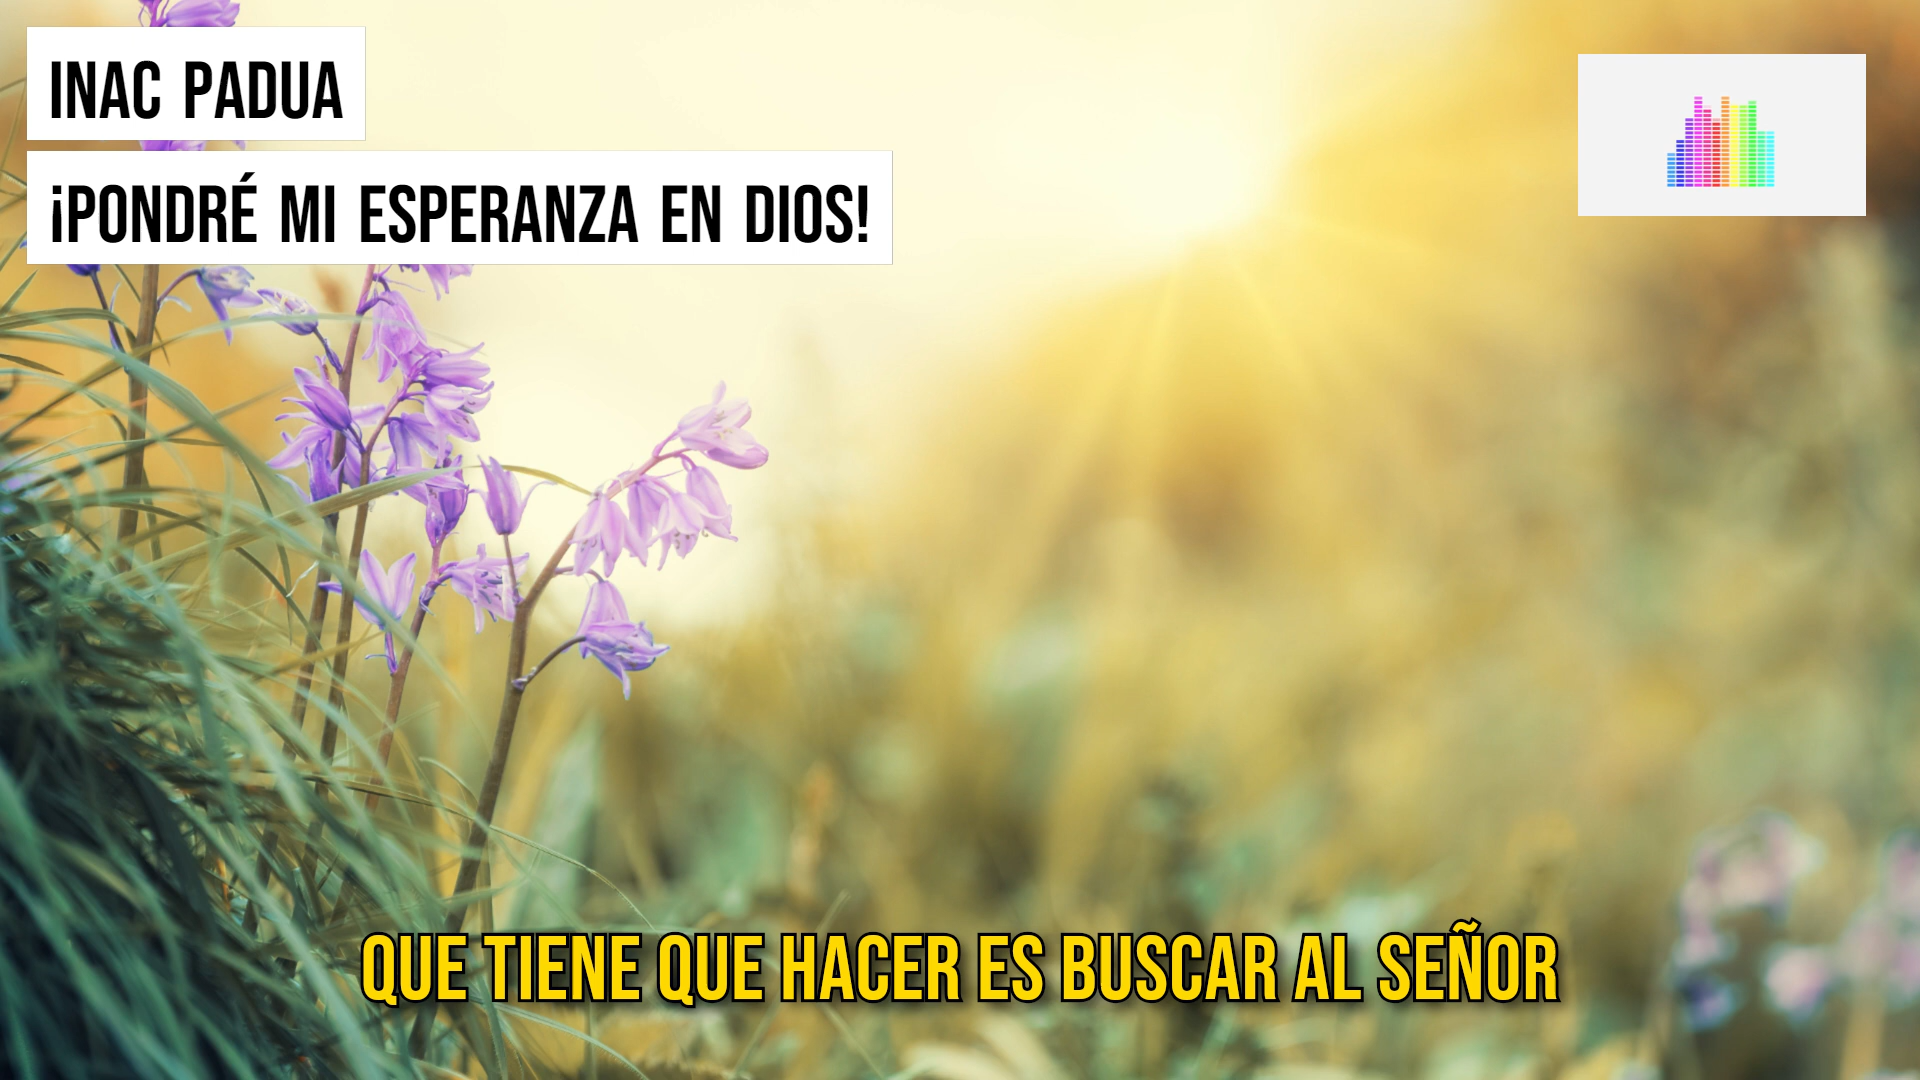 INAC PADUA
¡PONDRÉ MI ESPERANZA EN DIOS!
QUE TIENE QUE HACER ES BUSCAR AL SEÑOR